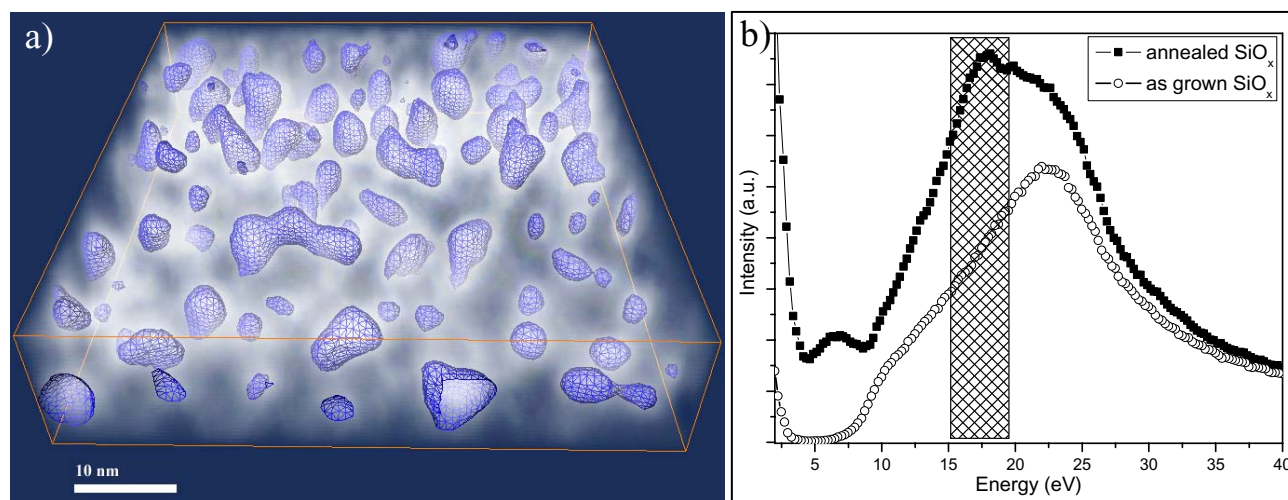 a)
10 nm
b)
annealed SiOₓ
as grown SiOₓ
Intensity (a.u.)
5 10 15 20 25 30 35 40
Energy (eV)